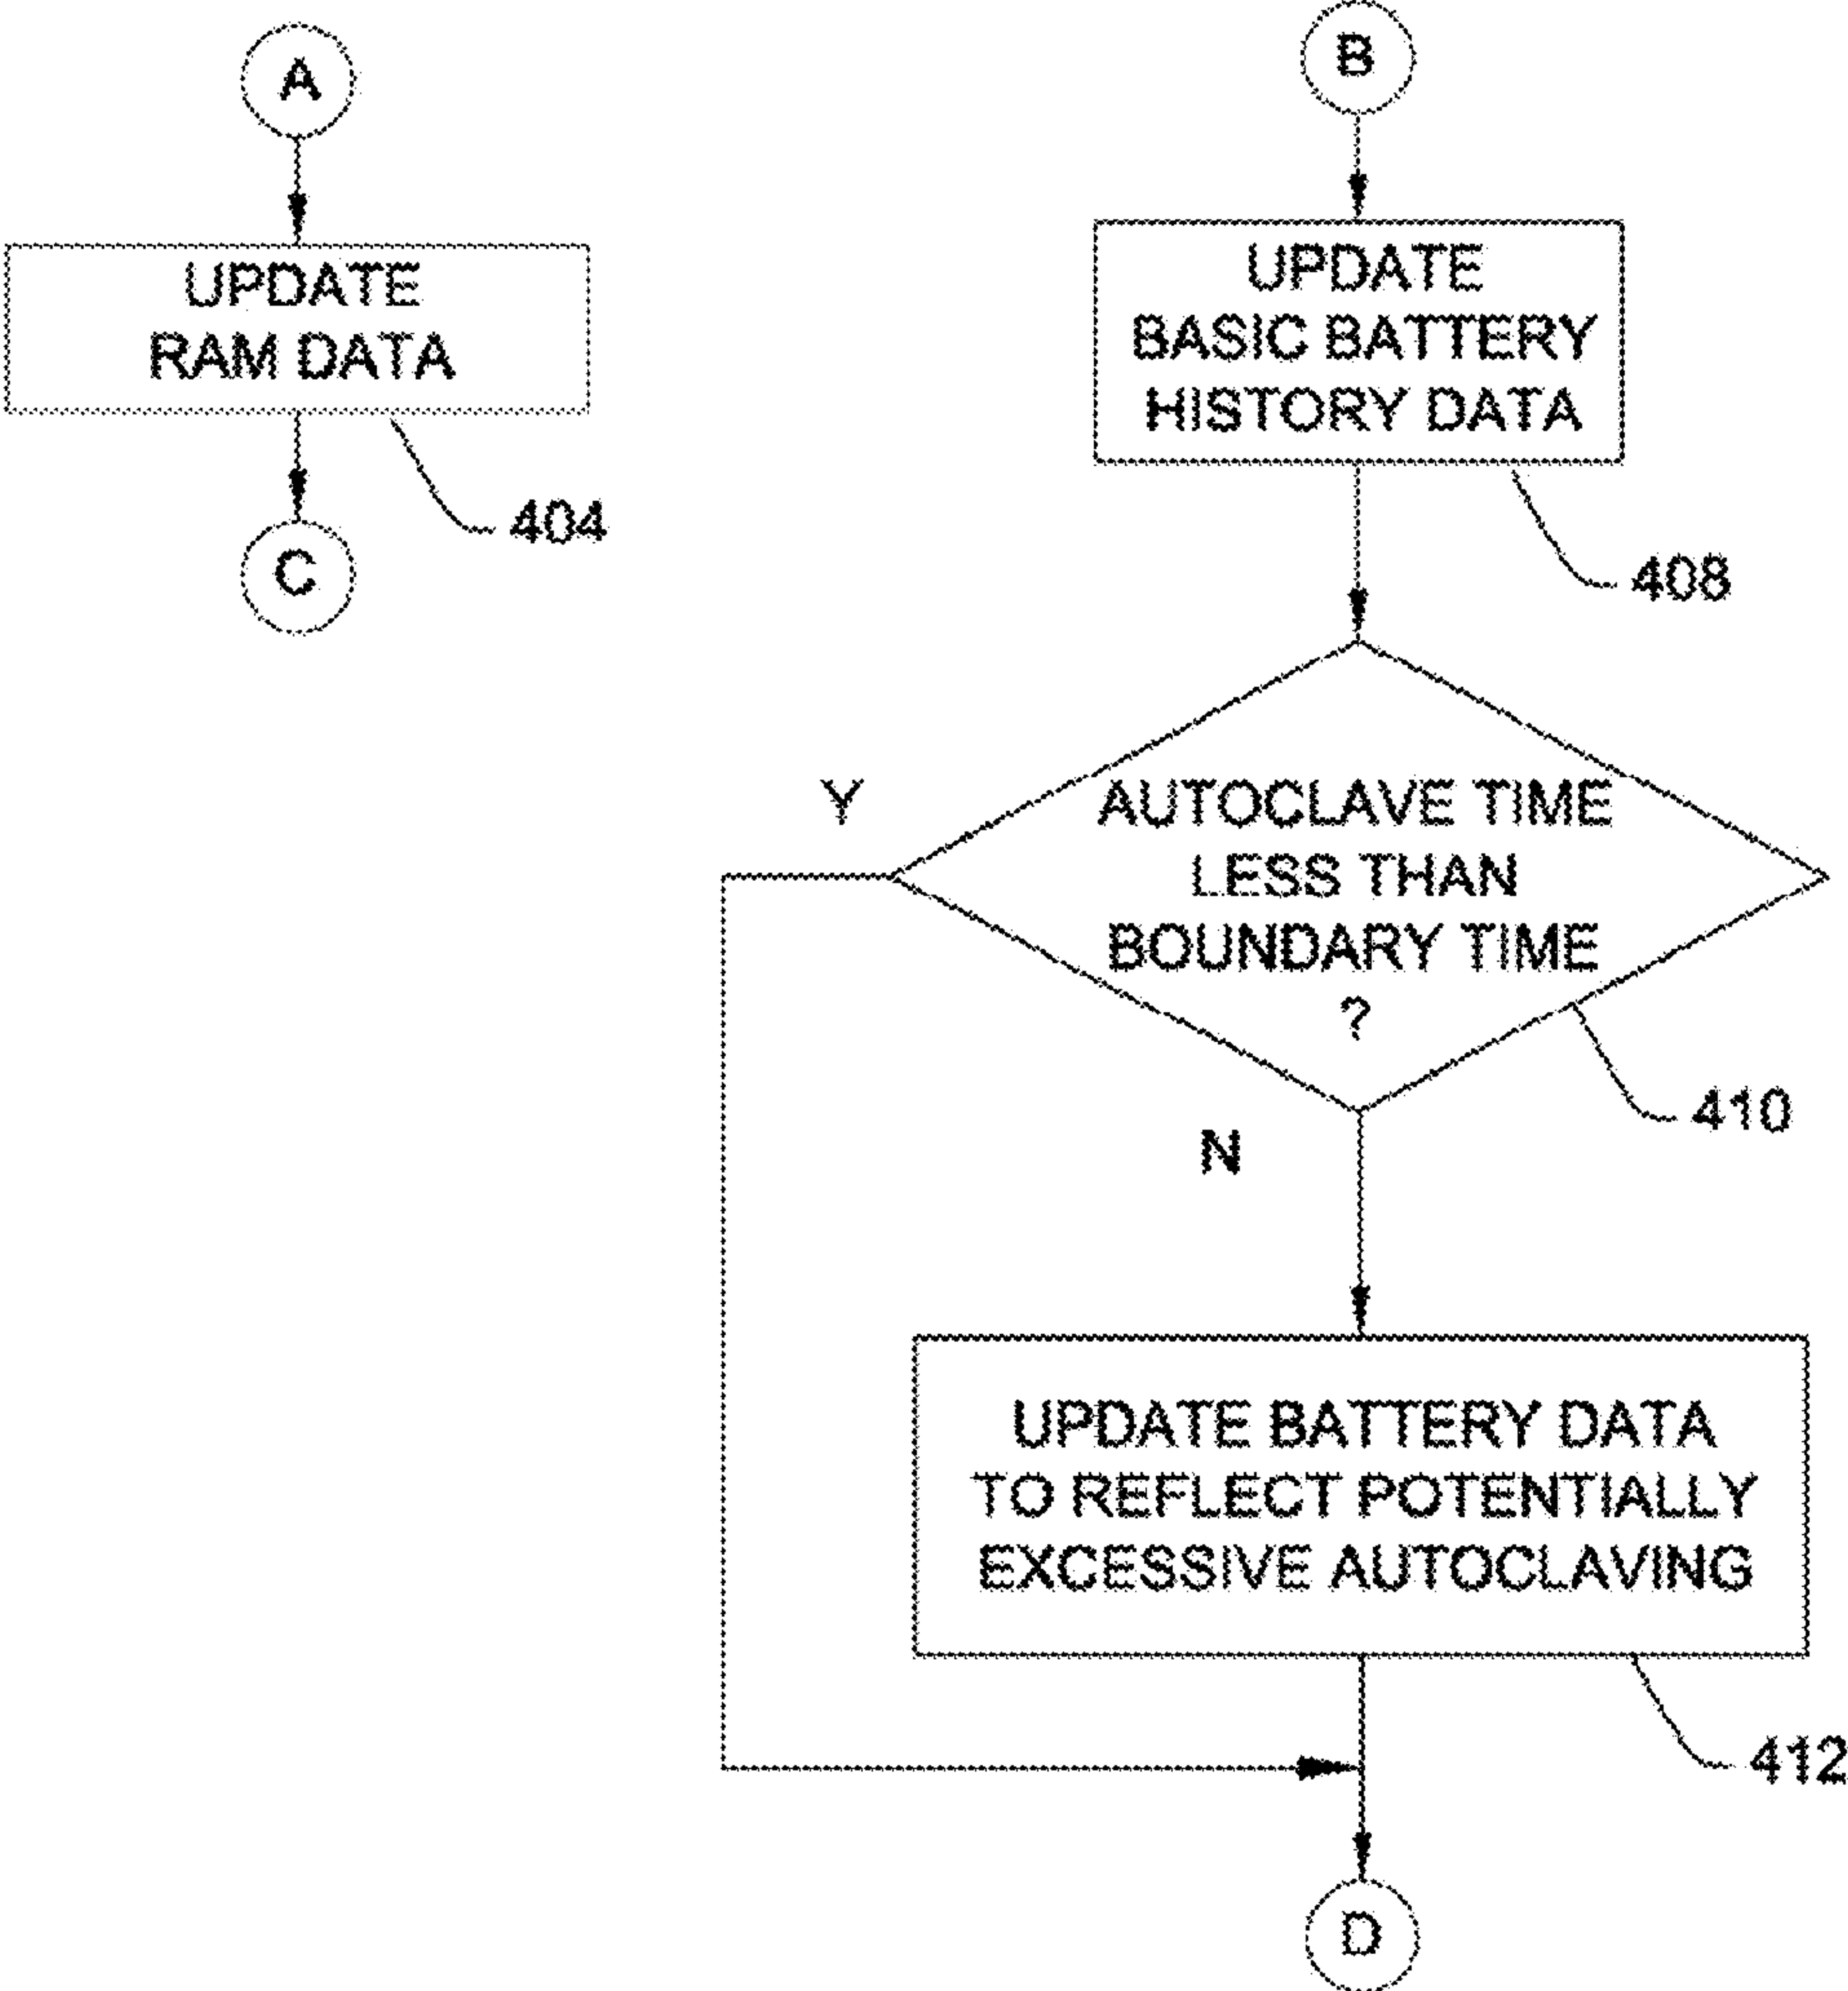 A
UPDATE
RAM DATA
404
C
B
UPDATE
BASIC BATTERY
HISTORY DATA
408
Y
AUTOCLAVE TIME
LESS THAN
BOUNDARY TIME
?
410
N
UPDATE BATTERY DATA
TO REFLECT POTENTIALLY
EXCESSIVE AUTOCLAVING
412
D